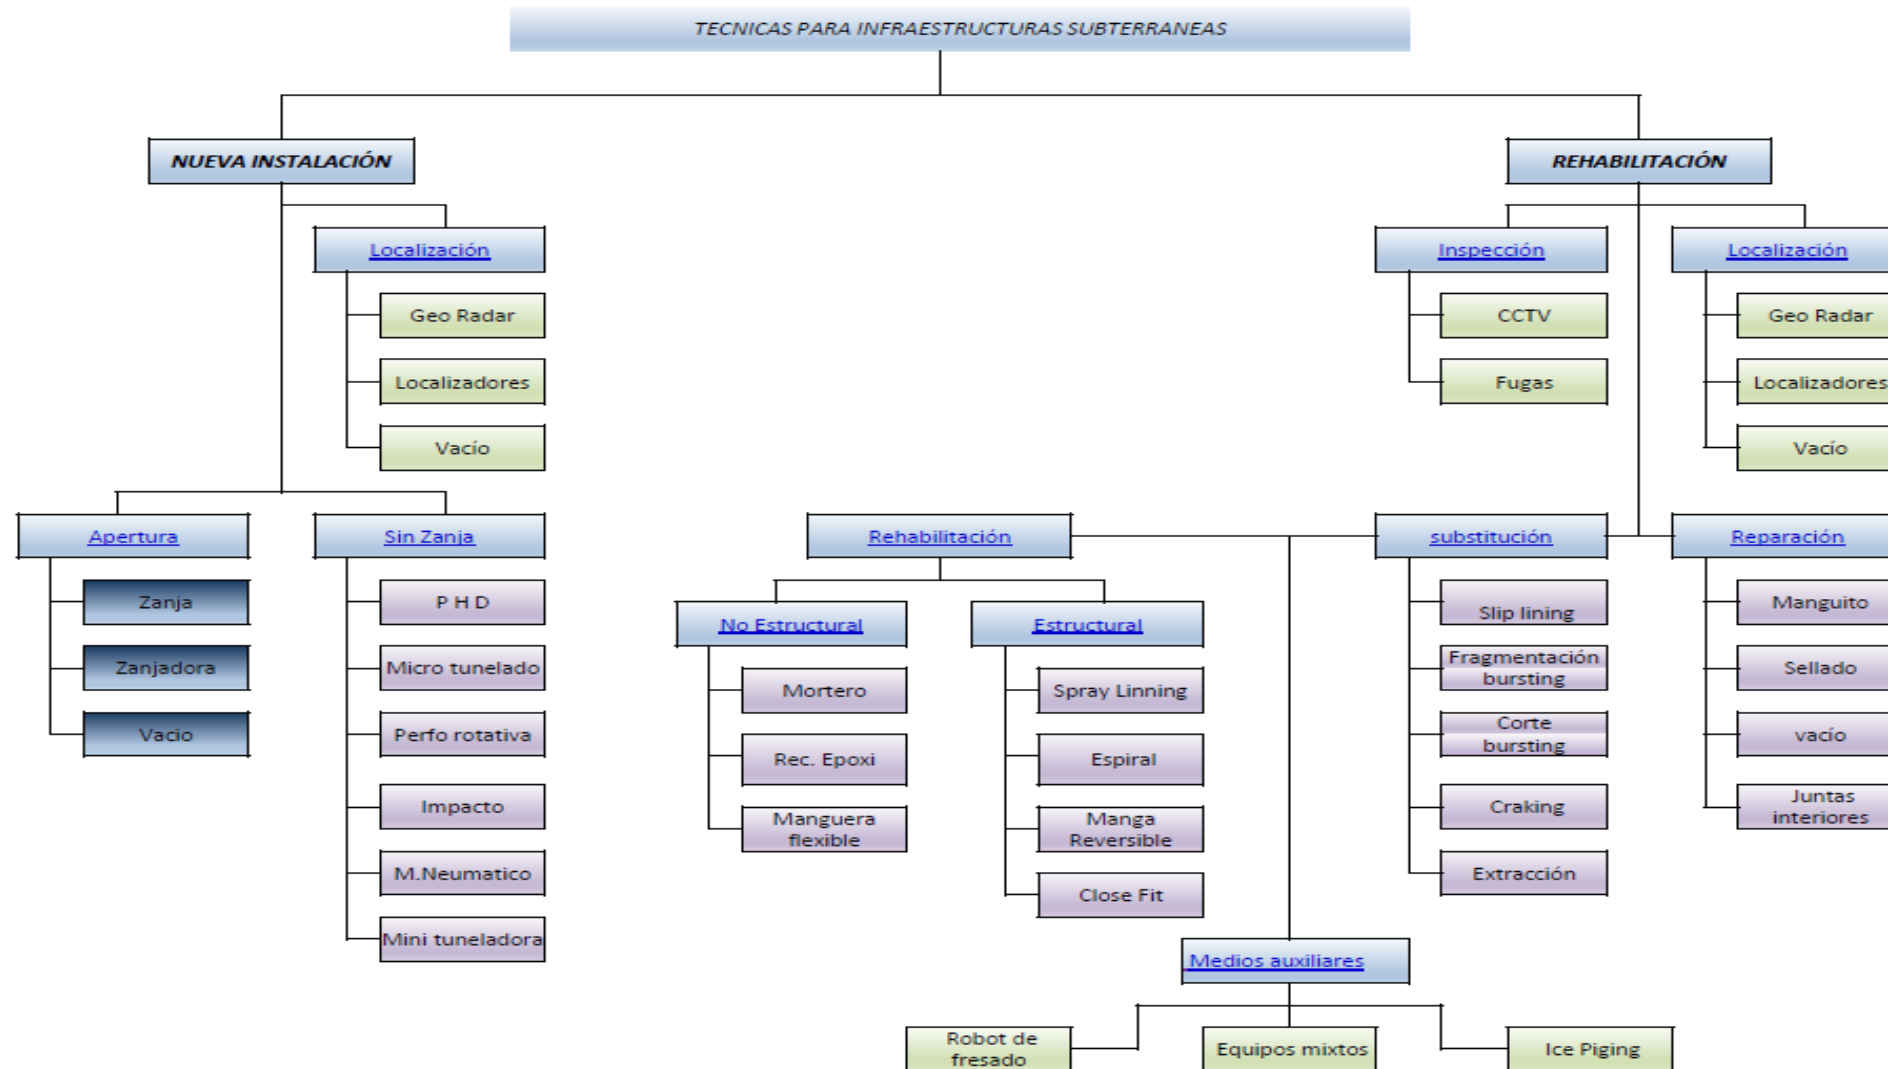 TECNICAS PARA INFRAESTRUCTURAS SUBTERRANEAS
NUEVA INSTALACIÓN
REHABILITACIÓN
Localización
Geo Radar
Localizadores
Vacío
Inspección
CCTV
Fugas
Localización
Geo Radar
Localizadores
Vacío
Apertura
Zanja
Zanjadora
Vacio
Sin Zanja
P H D
Micro tunelado
Perfo rotativa
Impacto
M.Neumatico
Mini tuneladora
Rehabilitación
No Estructural
Mortero
Rec. Epoxi
Manguera
flexible
Estructural
Spray Linning
Espiral
Manga
Reversible
Close Fit
substitución
Slip lining
Fragmentación
bursting
Corte
bursting
Craking
Extracción
Reparación
Manguito
Sellado
vacío
Juntas
interiores
Medios auxiliares
Robot de
fresado
Equipos mixtos
Ice Piging